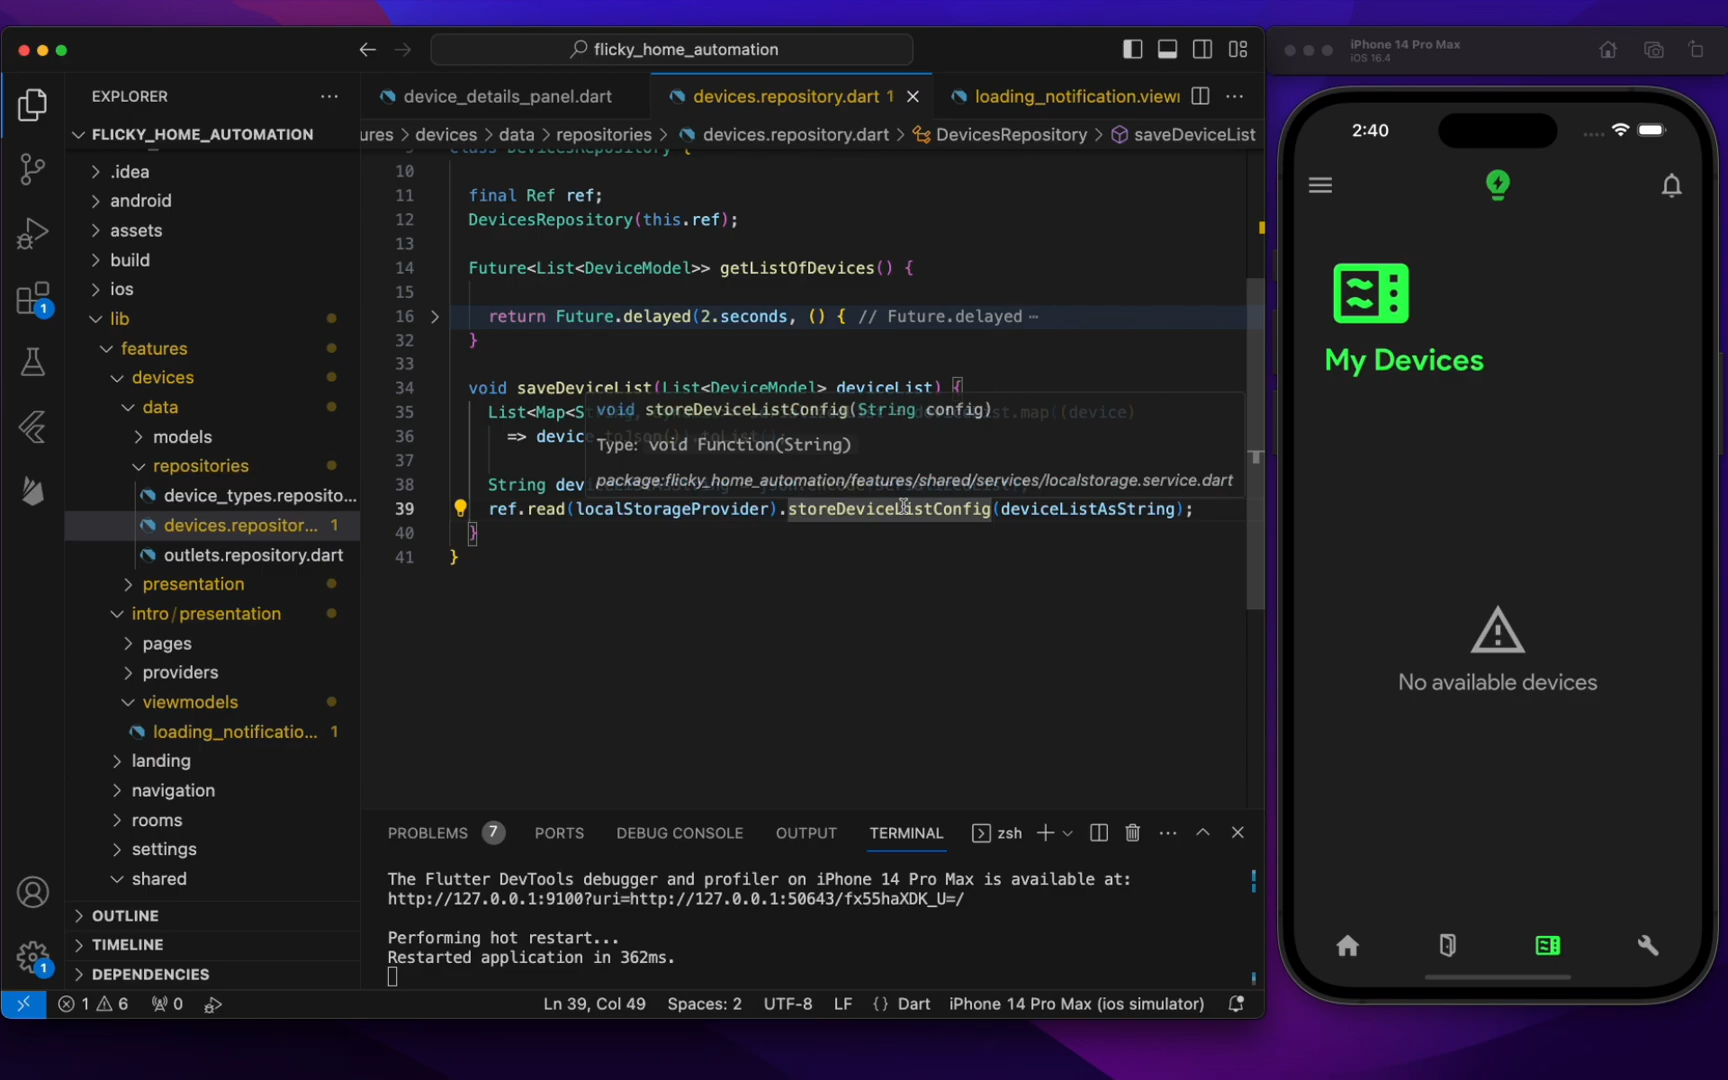 flicky_home_automation
EXPLORER
FLICKY_HOME_AUTOMATION
.idea
android
assets
build
ios
lib
features
devices
data
models
repositories
device_types.reposito...
devices.repositor... 1
outlets.repository.dart
presentation
intro/presentation
pages
providers
viewmodels
loading_notificatio... 1
landing
navigation
rooms
settings
shared
OUTLINE
TIMELINE
DEPENDENCIES
1
1
device_details_panel.dart
devices.repository.dart 1
loading_notification.view
ures > devices > data > repositories > devices.repository.dart > DevicesRepository > saveDeviceList
10
11 final Ref ref;
12 DevicesRepository(this.ref);
13
14 Future<List<DeviceModel>> getListOfDevices() {
15
16 return Future.delayed(2.seconds, () { // Future.delayed ⋯
32 }
33
34 void saveDeviceList(List<DeviceModel> deviceList) {
35 List<Map<S
void storeDeviceListConfig(String config)
st.map((device)
36 => device
Type: void Function(String)
37
38 String devi
package:flicky_home_automation/features/shared/services/localstorage.service.dart
39 ref.read(localStorageProvider).storeDeviceListConfig(deviceListAsString);
40 }
41 }
PROBLEMS 7 PORTS DEBUG CONSOLE OUTPUT TERMINAL zsh
The Flutter DevTools debugger and profiler on iPhone 14 Pro Max is available at:
http://127.0.0.1:9100?uri=http://127.0.0.1:50643/fx55haXDK_U=/
Performing hot restart...
Restarted application in 362ms.
1 6 0 Ln 39, Col 49 Spaces: 2 UTF-8 LF {} Dart iPhone 14 Pro Max (ios simulator)
iPhone 14 Pro Max
iOS 16.4
2:40
My Devices
No available devices